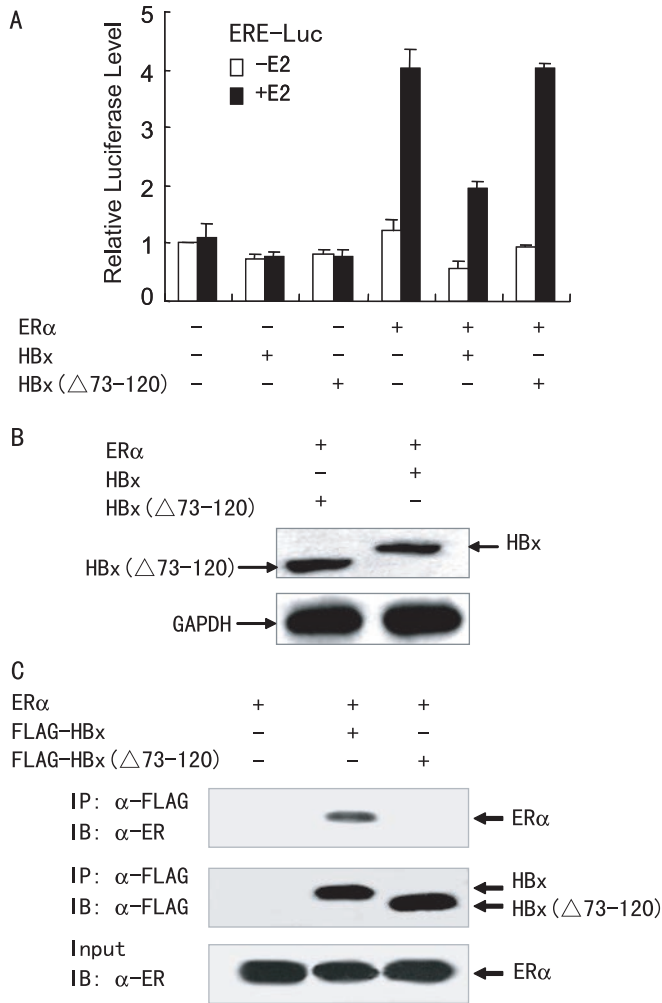 A
5
4
3
2
1
0
Relative Luciferase Level
ERE-Luc
-E2
+E2
ERα - - - + + +
HBx - + - - + -
HBx(△73-120) - - + - - +
B
ERα + +
HBx - +
HBx(△73-120) + -
HBx
HBx(△73-120)
GAPDH
C
ERα + + +
FLAG-HBx - + -
FLAG-HBx(△73-120) - - +
IP: α-FLAG
IB: α-ER
ERα
IP: α-FLAG
IB: α-FLAG
HBx
HBx(△73-120)
Input
IB: α-ER
ERα